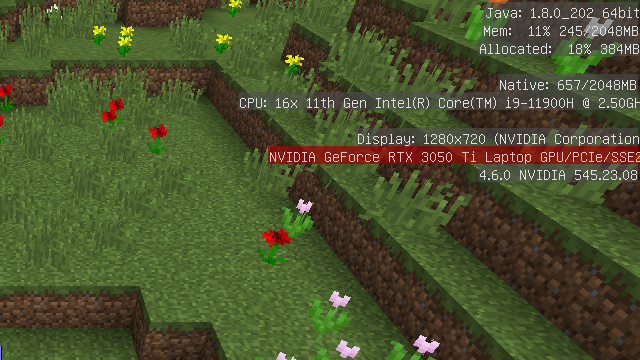 Java: 1.8.0_202 64bit
Mem: 11% 245/2048MB
Allocated: 18% 384MB
Native: 657/2048MB
CPU: 16x 11th Gen Intel(R) Core(TM) i9-11900H @ 2.50GH
Display: 1280x720 (NVIDIA Corporation
NVIDIA GeForce RTX 3050 Ti Laptop GPU/PCIe/SSE2
4.6.0 NVIDIA 545.23.08